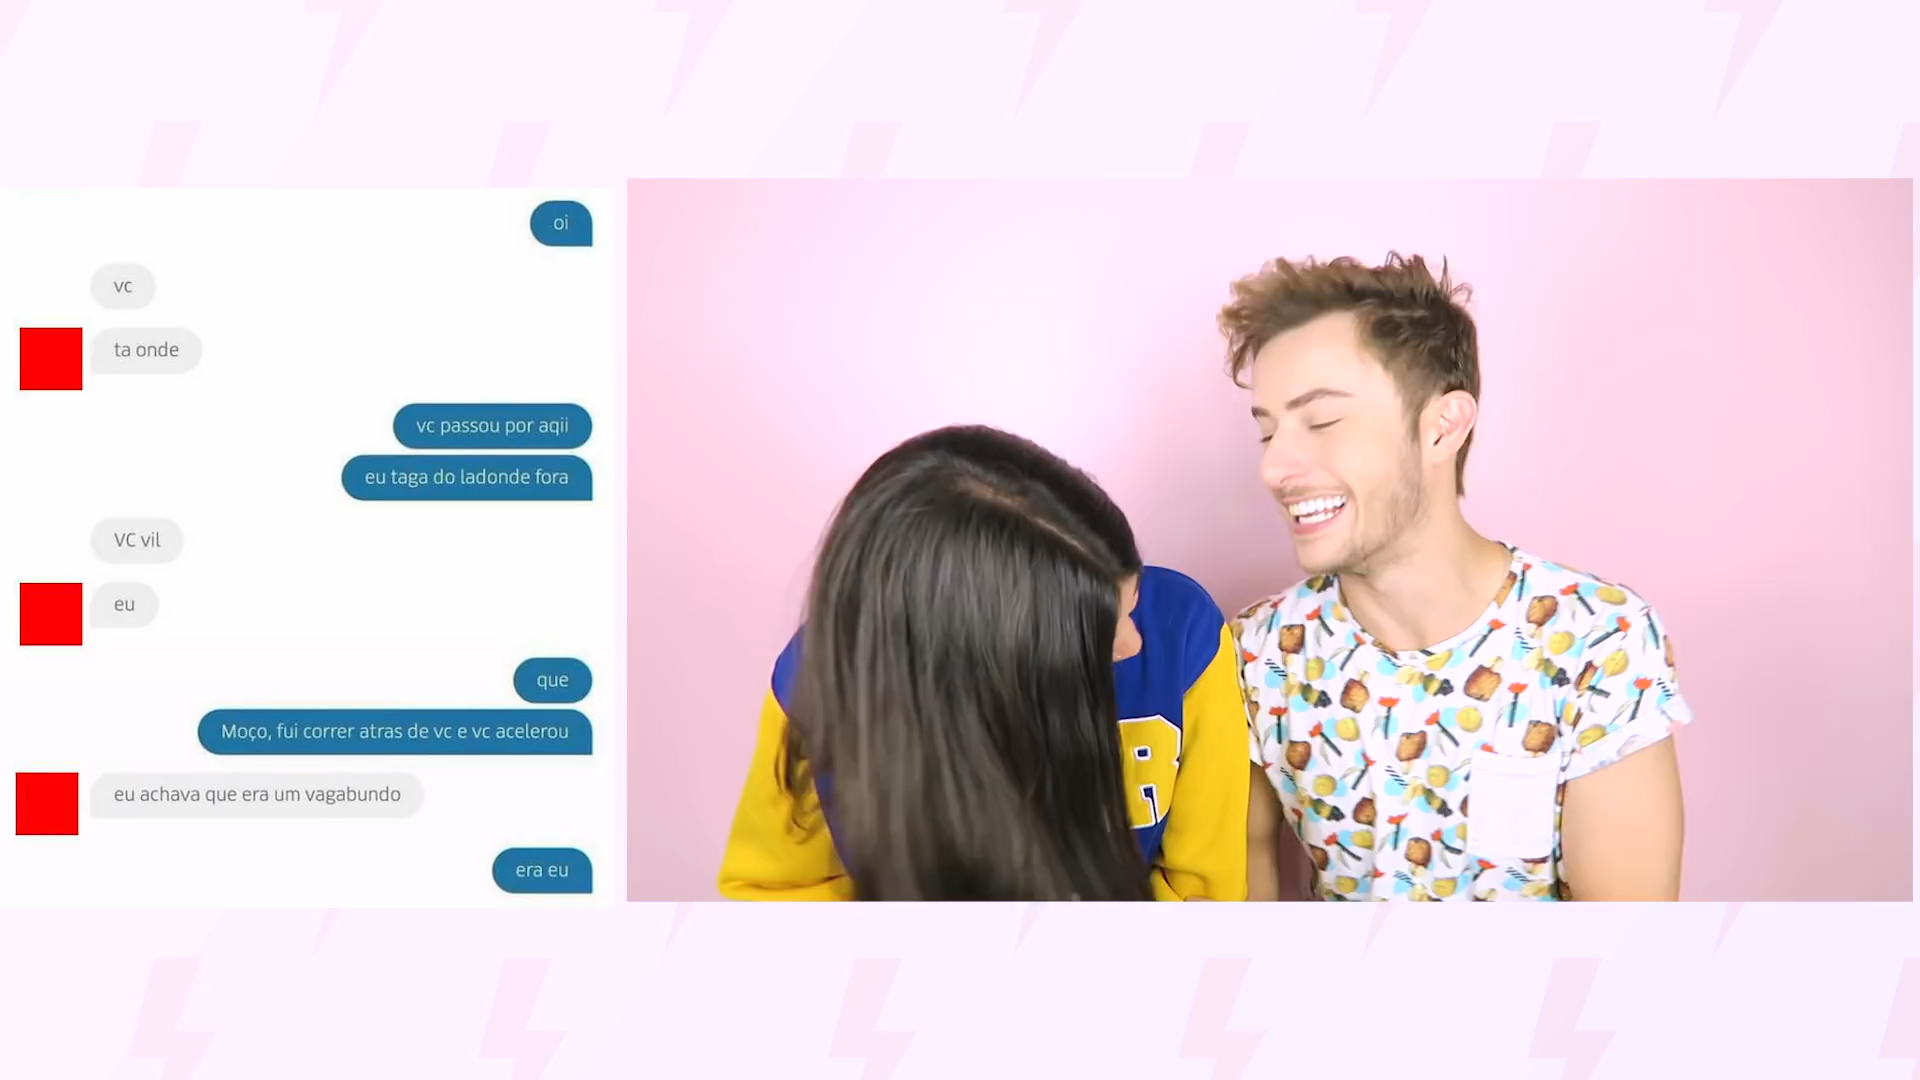 oi
vc
ta onde
vc passou por aqii
eu taga do ladonde fora
VC vil
eu
que
Moço, fui correr atras de vc e vc acelerou
eu achava que era um vagabundo
era eu
R